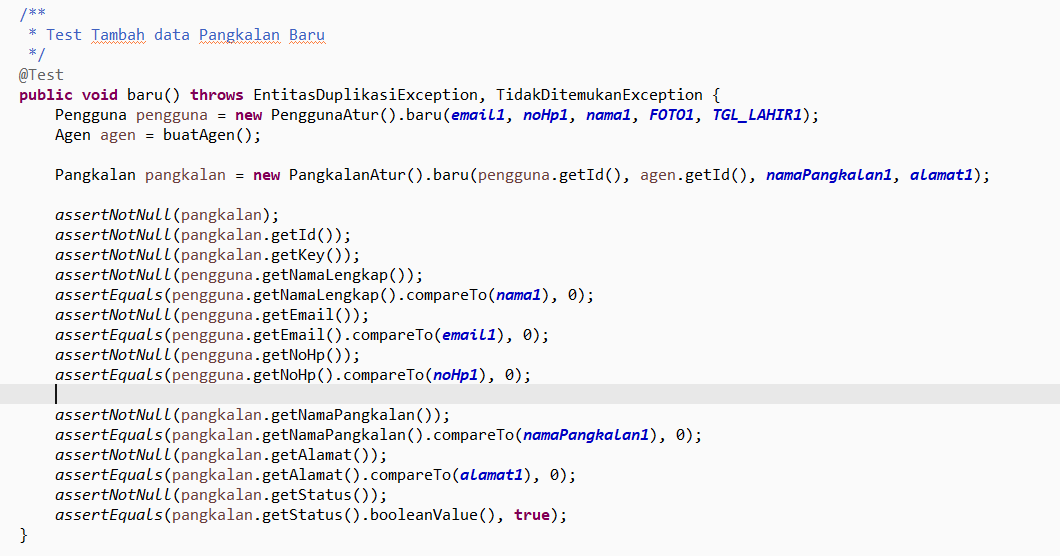 /**
 * Test Tambah data Pangkalan Baru
 */
@Test
public void baru() throws EntitasDuplikasiException, TidakDitemukanException {
    Pengguna pengguna = new PenggunaAtur().baru(email1, noHp1, nama1, FOTO1, TGL_LAHIR1);
    Agen agen = buatAgen();

    Pangkalan pangkalan = new PangkalanAtur().baru(pengguna.getId(), agen.getId(), namaPangkalan1, alamat1);

    assertNotNull(pangkalan);
    assertNotNull(pangkalan.getId());
    assertNotNull(pangkalan.getKey());
    assertNotNull(pengguna.getNamaLengkap());
    assertEquals(pengguna.getNamaLengkap().compareTo(nama1), 0);
    assertNotNull(pengguna.getEmail());
    assertEquals(pengguna.getEmail().compareTo(email1), 0);
    assertNotNull(pengguna.getNoHp());
    assertEquals(pengguna.getNoHp().compareTo(noHp1), 0);

    assertNotNull(pangkalan.getNamaPangkalan());
    assertEquals(pangkalan.getNamaPangkalan().compareTo(namaPangkalan1), 0);
    assertNotNull(pangkalan.getAlamat());
    assertEquals(pangkalan.getAlamat().compareTo(alamat1), 0);
    assertNotNull(pangkalan.getStatus());
    assertEquals(pangkalan.getStatus().booleanValue(), true);
}